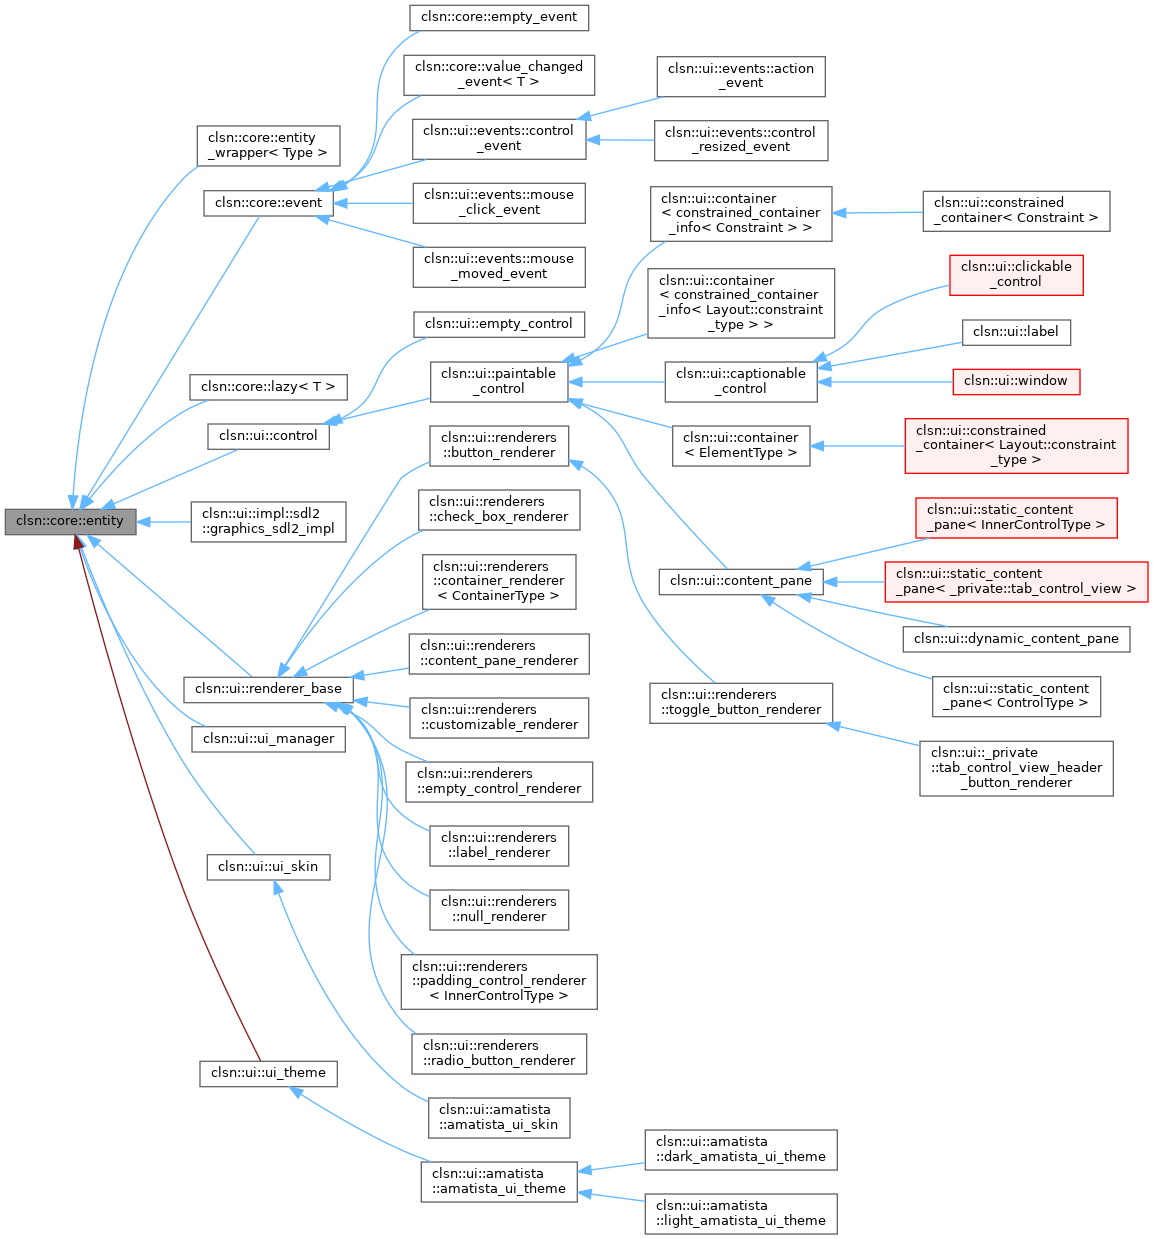 clsn::core::empty_event
clsn::core::value_changed
_event< T >
clsn::ui::events::action
_event
clsn::core::entity
_wrapper< Type >
clsn::ui::events::control
_event
clsn::ui::events::control
_resized_event
clsn::core::event
clsn::ui::events::mouse
_click_event
clsn::ui::container
< constrained_container
_info< Constraint > >
clsn::ui::constrained
_container< Constraint >
clsn::ui::events::mouse
_moved_event
clsn::ui::container
< constrained_container
_info< Layout::constraint
_type > >
clsn::ui::clickable
_control
clsn::ui::empty_control
clsn::ui::label
clsn::core::lazy< T >
clsn::ui::paintable
_control
clsn::ui::captionable
_control
clsn::ui::window
clsn::ui::control
clsn::ui::renderers
::button_renderer
clsn::ui::container
< ElementType >
clsn::ui::constrained
_container< Layout::constraint
_type >
clsn::core::entity
clsn::ui::impl::sdl2
::graphics_sdl2_impl
clsn::ui::renderers
::check_box_renderer
clsn::ui::static_content
_pane< InnerControlType >
clsn::ui::renderers
::container_renderer
< ContainerType >
clsn::ui::content_pane
clsn::ui::static_content
_pane< _private::tab_control_view >
clsn::ui::renderers
::content_pane_renderer
clsn::ui::dynamic_content_pane
clsn::ui::renderer_base
clsn::ui::renderers
::customizable_renderer
clsn::ui::renderers
::toggle_button_renderer
clsn::ui::static_content
_pane< ControlType >
clsn::ui::ui_manager
clsn::ui::renderers
::empty_control_renderer
clsn::ui::_private
::tab_control_view_header
_button_renderer
clsn::ui::renderers
::label_renderer
clsn::ui::ui_skin
clsn::ui::renderers
::null_renderer
clsn::ui::renderers
::padding_control_renderer
< InnerControlType >
clsn::ui::renderers
::radio_button_renderer
clsn::ui::ui_theme
clsn::ui::amatista
::amatista_ui_skin
clsn::ui::amatista
::amatista_ui_theme
clsn::ui::amatista
::dark_amatista_ui_theme
clsn::ui::amatista
::light_amatista_ui_theme